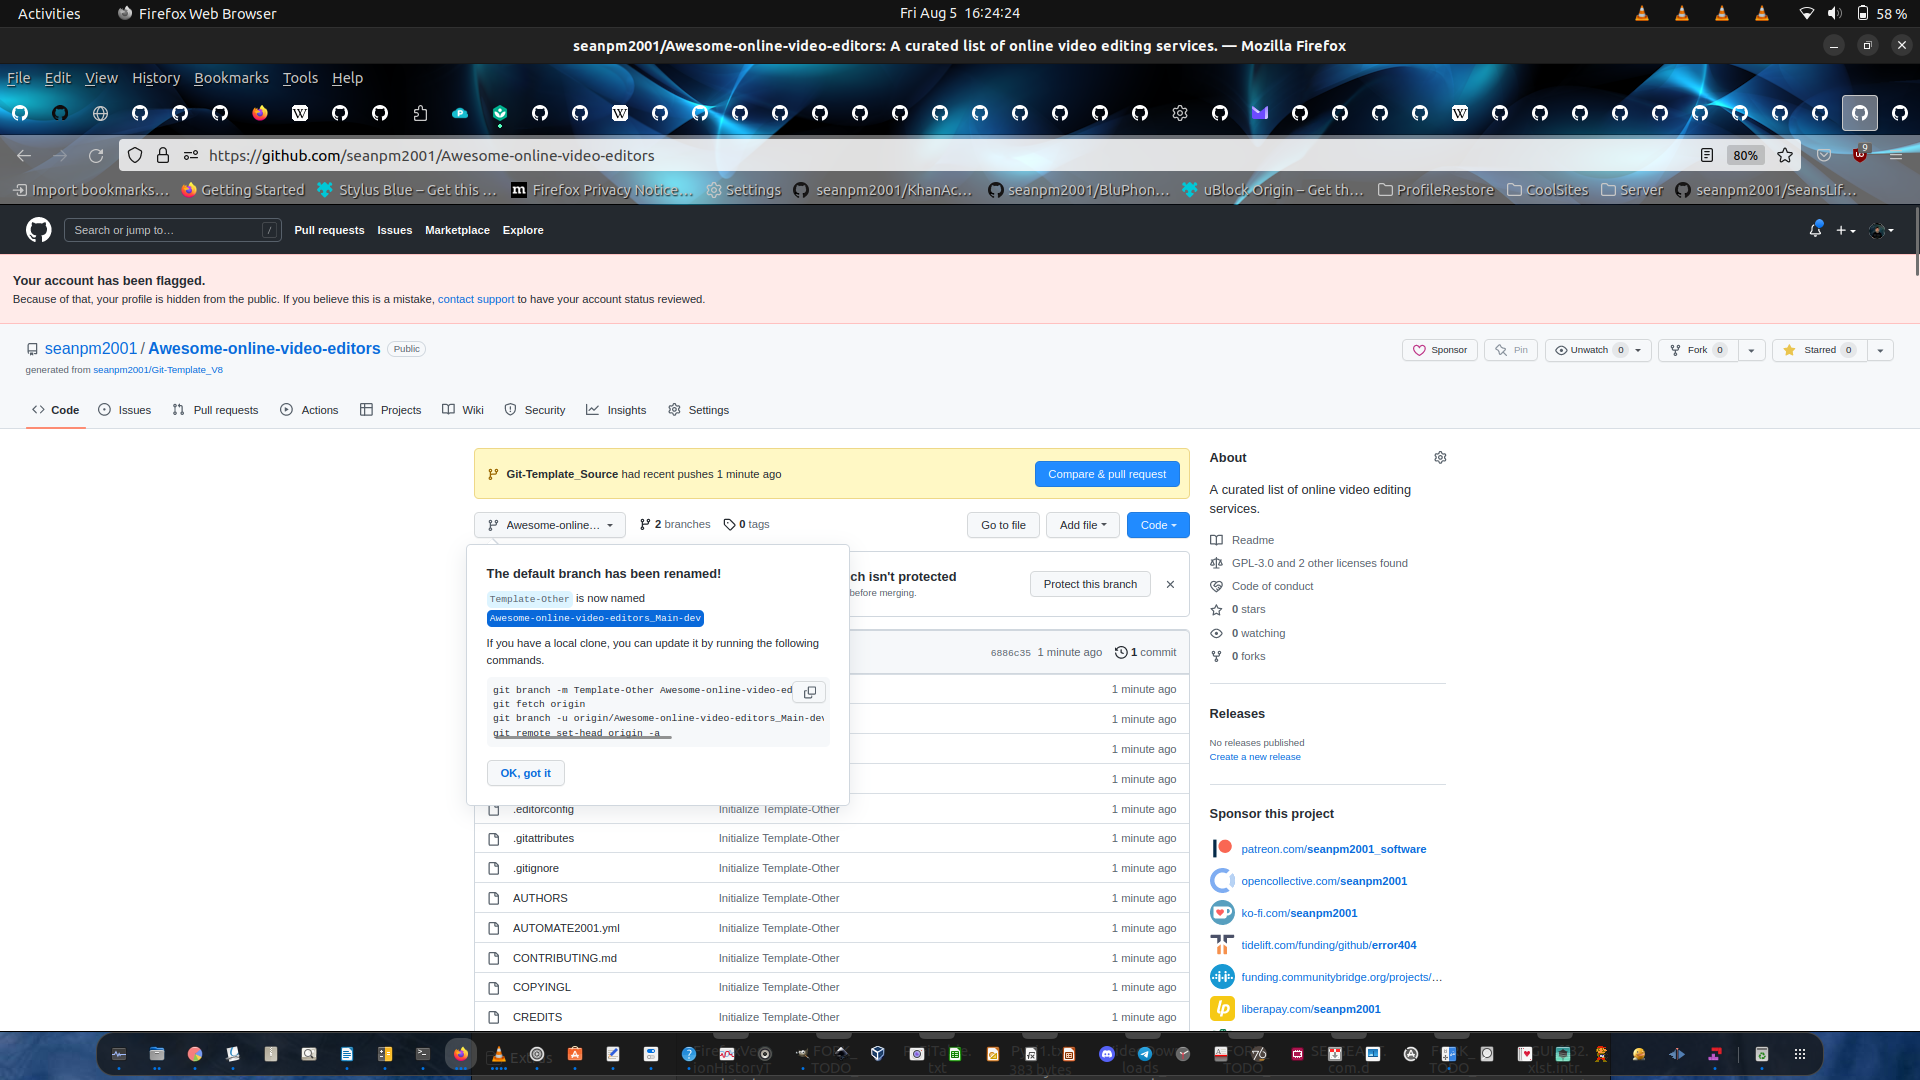 Activities
Firefox Web Browser
Fri Aug 5 16:24:24
58 %
seanpm2001/Awesome-online-video-editors: A curated list of online video editing services. — Mozilla Firefox
File Edit View History Bookmarks Tools Help
https://github.com/seanpm2001/Awesome-online-video-editors
80%
9
Import bookmarks…
Getting Started
Stylus Blue – Get this …
Firefox Privacy Notice…
Settings
seanpm2001/KhanAc…
seanpm2001/BluPhon…
uBlock Origin – Get th…
ProfileRestore
CoolSites
Server
seanpm2001/SeansLif…
Search or jump to…
/
Pull requests
Issues
Marketplace
Explore
Your account has been flagged.
Because of that, your profile is hidden from the public. If you believe this is a mistake, contact support to have your account status reviewed.
seanpm2001 / Awesome-online-video-editors
Public
generated from seanpm2001/Git-Template_V8
Sponsor
Pin
Unwatch 0
Fork 0
Starred 0
Code
Issues
Pull requests
Actions
Projects
Wiki
Security
Insights
Settings
Git-Template_Source had recent pushes 1 minute ago
Compare & pull request
Awesome-online…
2 branches
0 tags
Go to file
Add file
Code
The default branch has been renamed!
Template-Other is now named
Awesome-online-video-editors_Main-dev
If you have a local clone, you can update it by running the following
commands.
git branch -m Template-Other Awesome-online-video-ed
git fetch origin
git branch -u origin/Awesome-online-video-editors_Main-dev
git remote set-head origin -a
OK, got it
ch isn't protected
before merging.
Protect this branch
6886c35 1 minute ago
1 commit
1 minute ago
1 minute ago
1 minute ago
1 minute ago
.editorconfig Initialize Template-Other 1 minute ago
.gitattributes Initialize Template-Other 1 minute ago
.gitignore Initialize Template-Other 1 minute ago
AUTHORS Initialize Template-Other 1 minute ago
AUTOMATE2001.yml Initialize Template-Other 1 minute ago
CONTRIBUTING.md Initialize Template-Other 1 minute ago
COPYINGL Initialize Template-Other 1 minute ago
CREDITS Initialize Template-Other 1 minute ago
About
A curated list of online video editing
services.
Readme
GPL-3.0 and 2 other licenses found
Code of conduct
0 stars
0 watching
0 forks
Releases
No releases published
Create a new release
Sponsor this project
patreon.com/seanpm2001_software
opencollective.com/seanpm2001
ko-fi.com/seanpm2001
tidelift.com/funding/github/error404
funding.communitybridge.org/projects/…
liberapay.com/seanpm2001